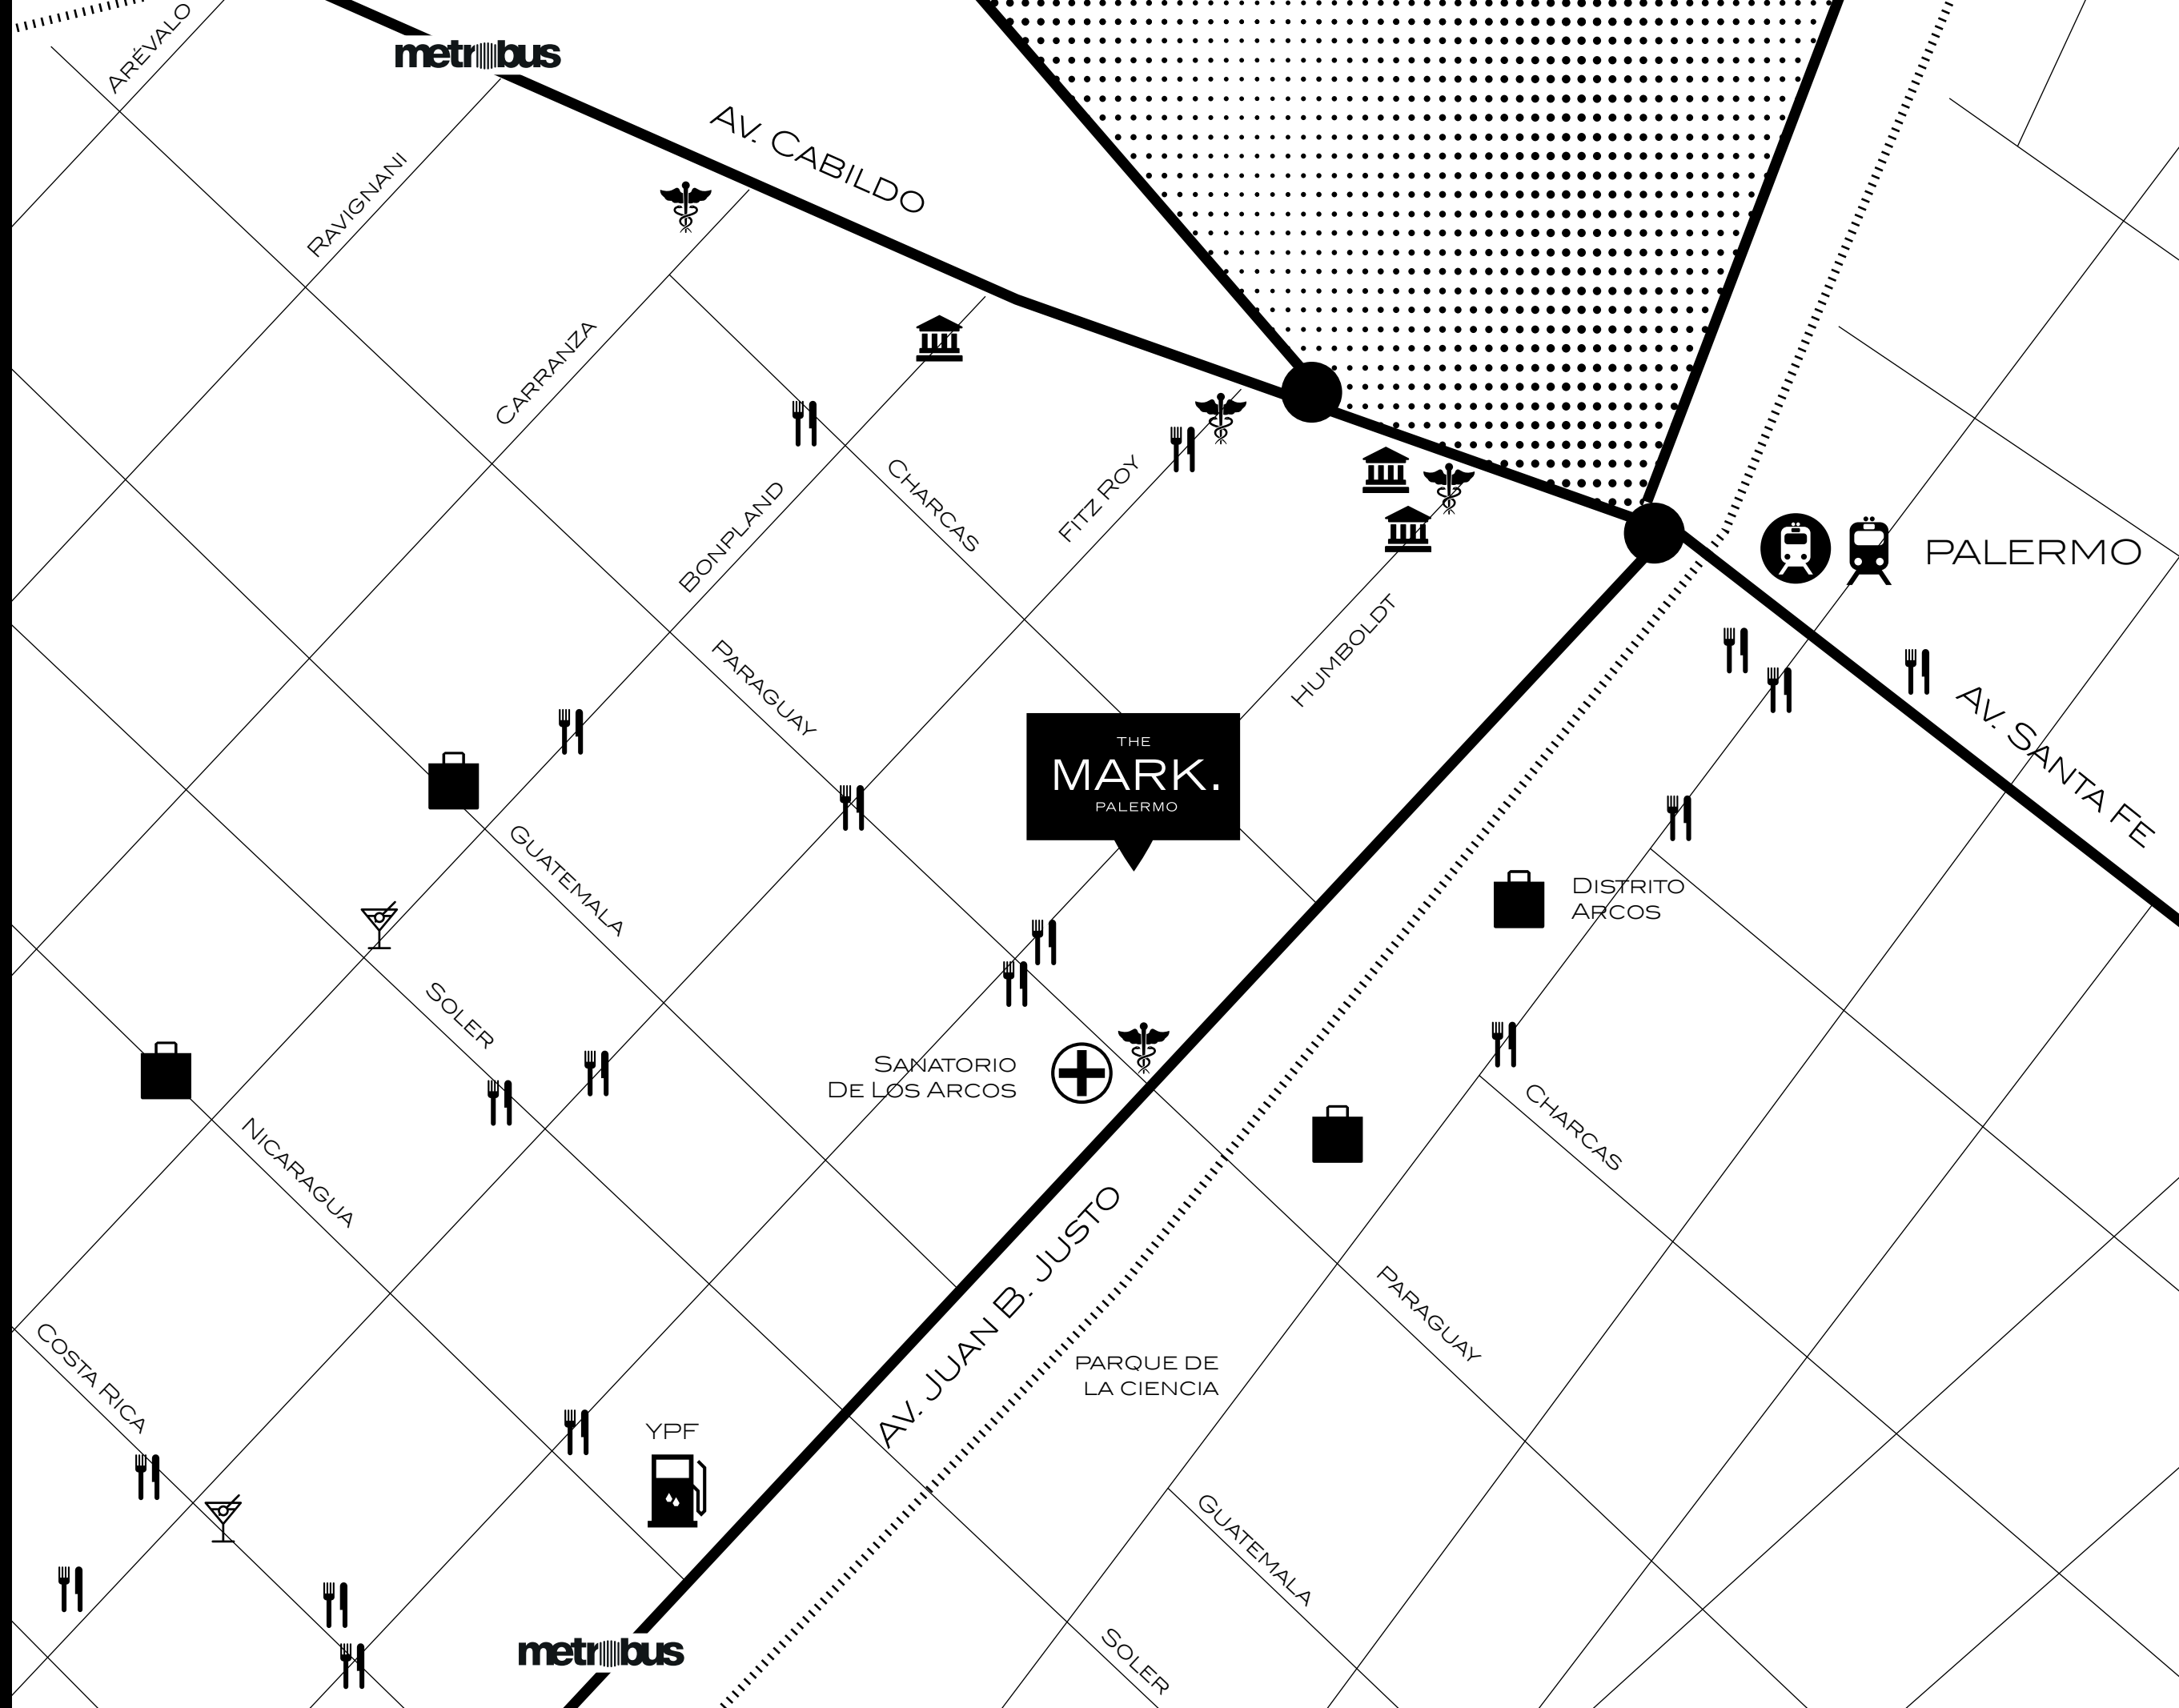 ARÉVALO
metrobus
AV. CABILDO
RAVIGNANI
CARRANZA
BONPLAND
CHARCAS
FITZ ROY
HUMBOLDT
PALERMO
PARAGUAY
THE
MARK.
PALERMO
AV. SANTA FE
GUATEMALA
DISTRITO
ARCOS
SOLER
SANATORIO
DE LOS ARCOS
NICARAGUA
CHARCAS
AV. JUAN B. JUSTO
PARAGUAY
COSTA RICA
PARQUE DE
LA CIENCIA
YPF
GUATEMALA
metrobus
SOLER